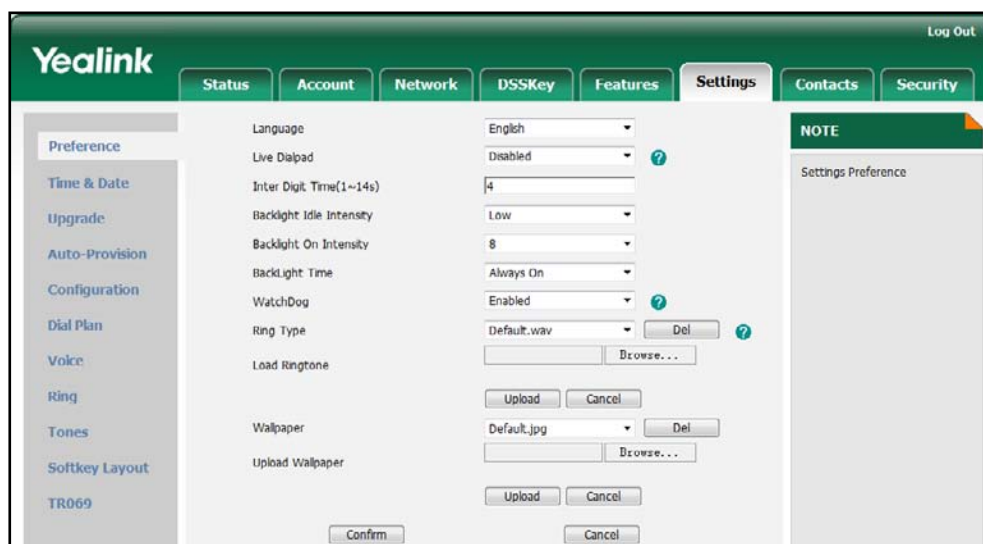 Log Out
Yealink
Status Account Network DSSKey Features Settings Contacts Security
Preference
Time & Date
Upgrade
Auto-Provision
Configuration
Dial Plan
Voice
Ring
Tones
Softkey Layout
TR069
Language English
Live Dialpad Disabled ?
Inter Digit Time(1~14s) 4
Backlight Idle Intensity Low
Backlight On Intensity 8
BackLight Time Always On
WatchDog Enabled ?
Ring Type Default.wav Del ?
Load Ringtone Browse...
Upload Cancel
Wallpaper Default.jpg Del
Upload Wallpaper Browse...
Upload Cancel
Confirm Cancel
NOTE
Settings Preference